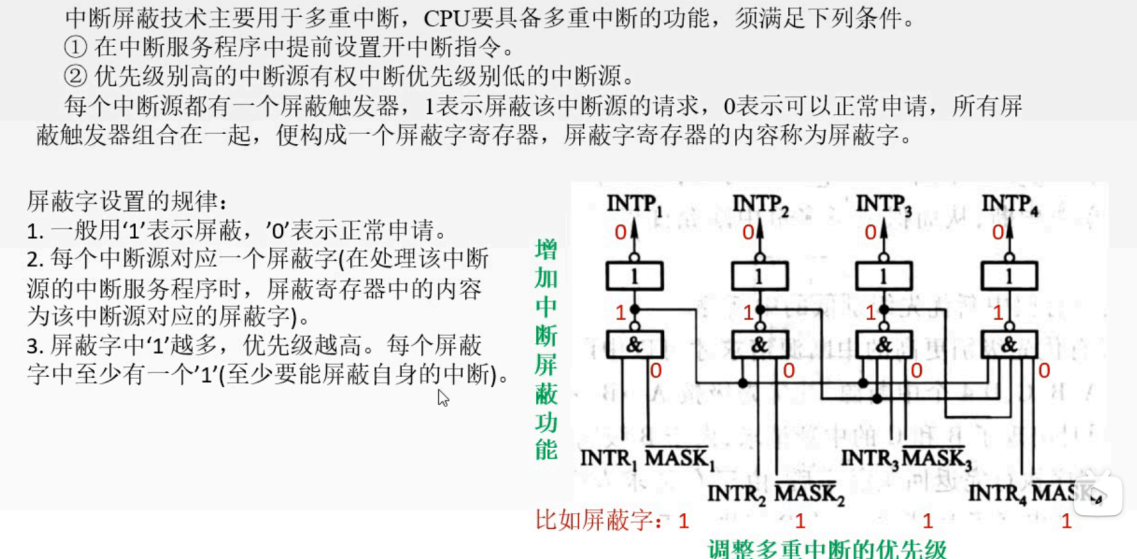 中断屏蔽技术主要用于多重中断，CPU要具备多重中断的功能，须满足下列条件。
① 在中断服务程序中提前设置开中断指令。
② 优先级别高的中断源有权中断优先级别低的中断源。
每个中断源都有一个屏蔽触发器，1表示屏蔽该中断源的请求，0表示可以正常申请，所有屏
蔽触发器组合在一起，便构成一个屏蔽字寄存器，屏蔽字寄存器的内容称为屏蔽字。
屏蔽字设置的规律：
1. 一般用‘1’表示屏蔽，’0’表示正常申请。
2. 每个中断源对应一个屏蔽字(在处理该中断
源的中断服务程序时，屏蔽寄存器中的内容
为该中断源对应的屏蔽字)。
3. 屏蔽字中‘1’越多，优先级越高。每个屏蔽
字中至少有一个’1’(至少要能屏蔽自身的中断)。
增加中断屏蔽功能
INTP₁ INTP₂ INTP₃ INTP₄
0 0 0 0
1 1 1 1
1 1 1 1
& & & &
0 0 0 0
INTR₁ MASK₁ INTR₃ MASK₃
INTR₂ MASK₂ INTR₄ MASK₄
比如屏蔽字：1 1 1 1
调整多重中断的优先级